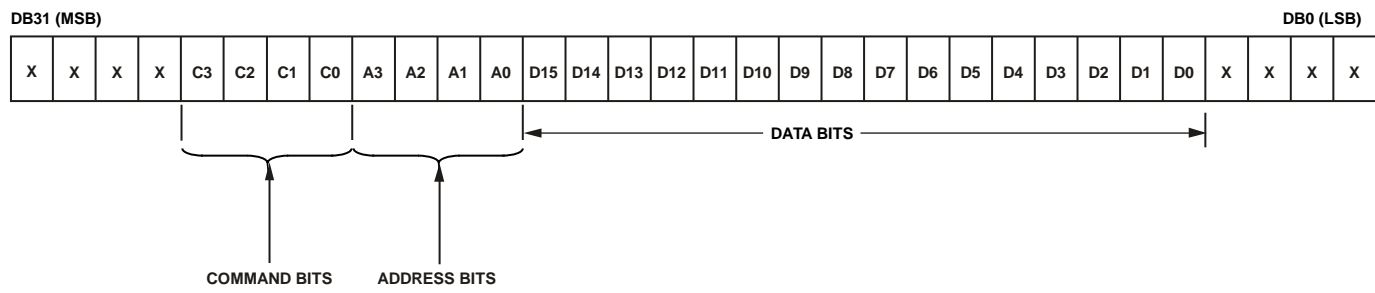 DB31 (MSB) DB0 (LSB)
X X X X C3 C2 C1 C0 A3 A2 A1 A0 D15 D14 D13 D12 D11 D10 D9 D8 D7 D6 D5 D4 D3 D2 D1 D0 X X X X
DATA BITS
COMMAND BITS ADDRESS BITS